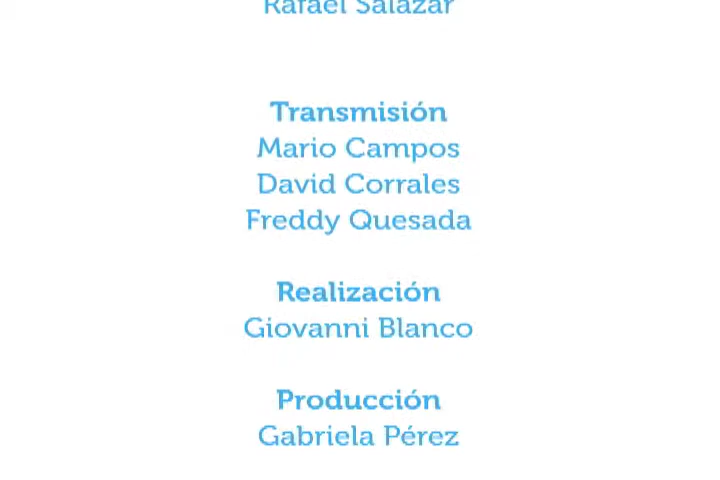 Rafael Salazar
Transmisión
Mario Campos
David Corrales
Freddy Quesada
Realización
Giovanni Blanco
Producción
Gabriela Pérez